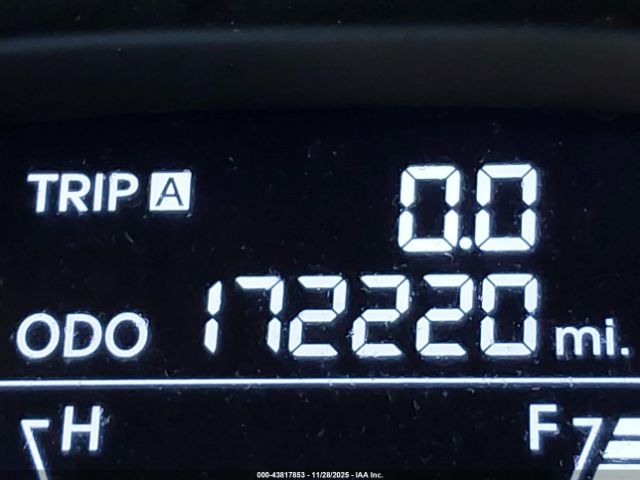 TRIP A 0.0
ODO 172220 mi.
H F
000-43817853 - 11/28/2025 - IAA Inc.